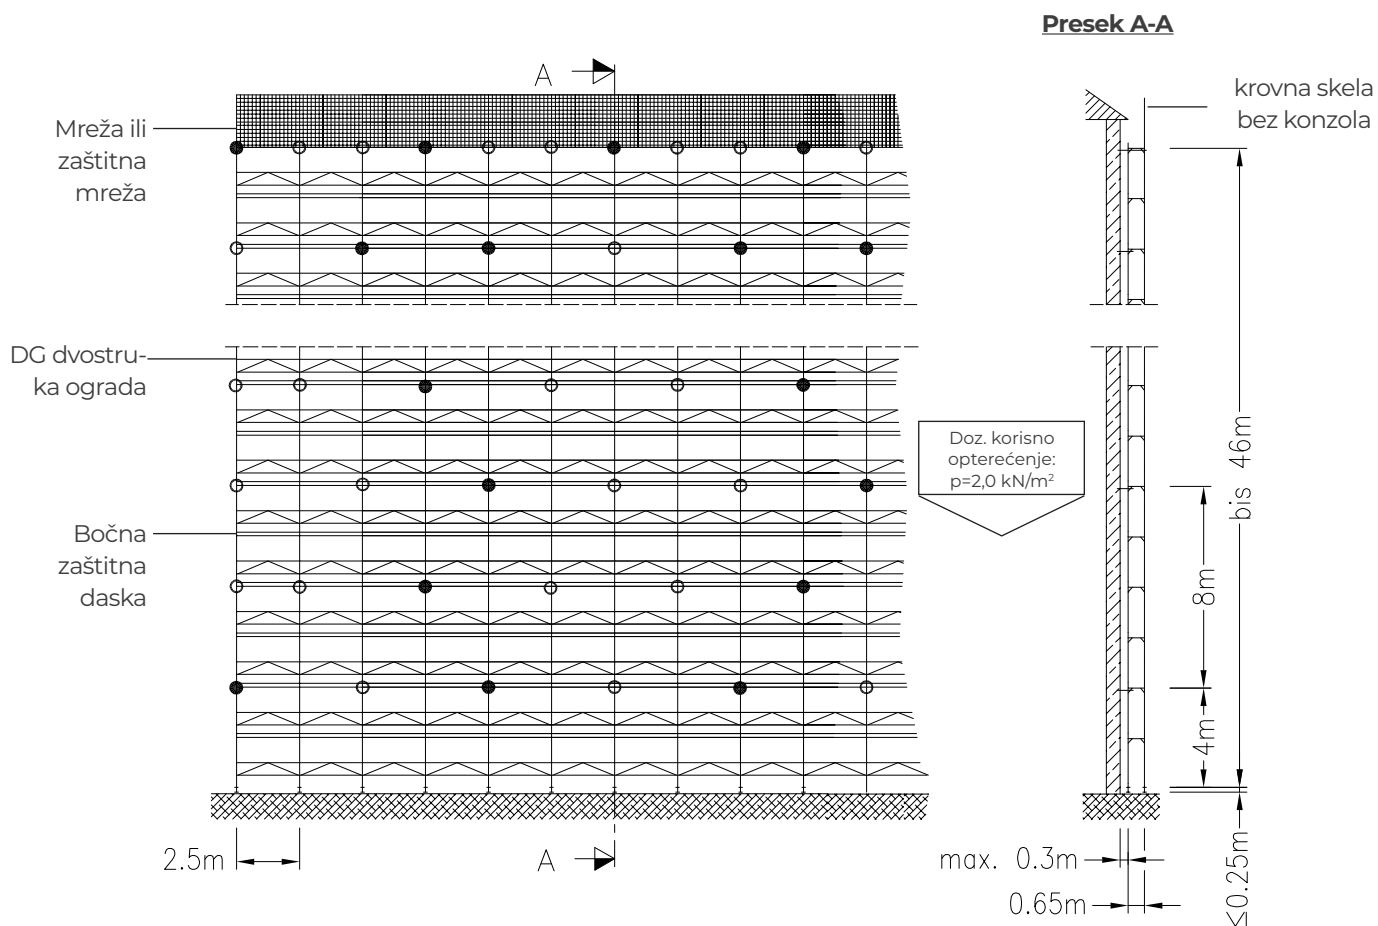 Presek A-A
A
krovna skela
bez konzola
Mreža ili
zaštitna
mreža
DG dvostru-
ka ograda
Doz. korisno
opterećenje:
p=2,0 kN/m²
bis 46m
Bočna
zaštitna
daska
8m
4m
2.5m
A
max. 0.3m
0.65m
≤0.25m